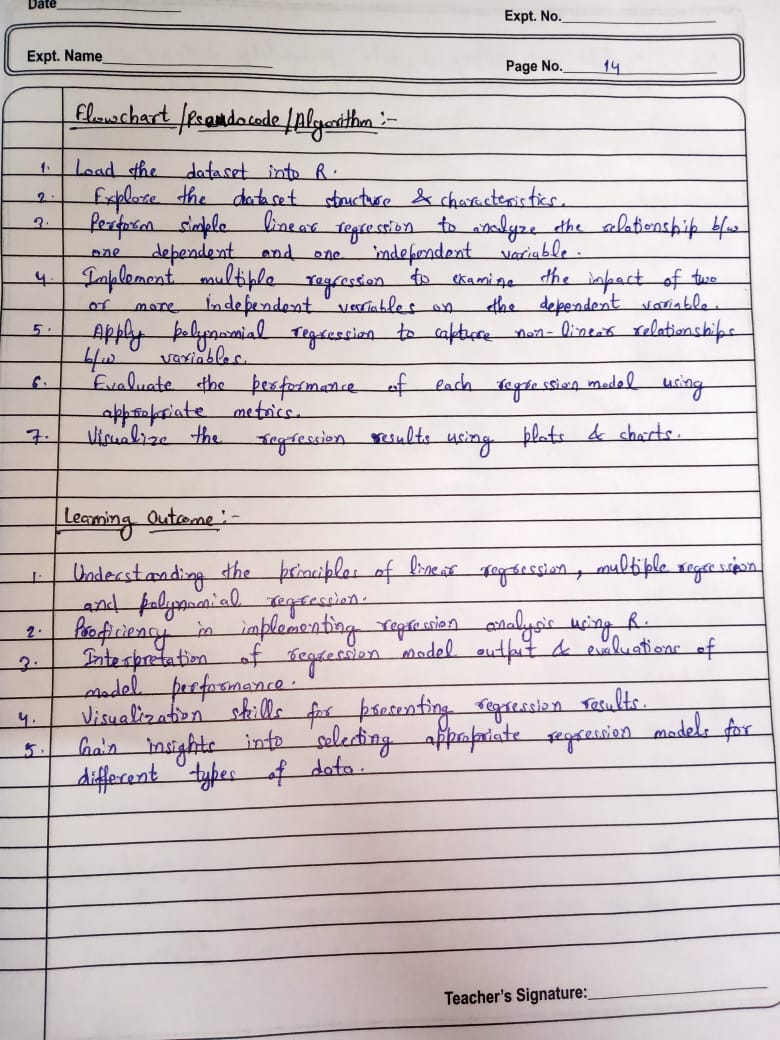 Date
Expt. No.
Expt. Name
Page No. 14
Flowchart /Pseudocode / Algorithm :-
1. Load the dataset into R.
2. Explore the dataset structure & characteristics.
3. Perform simple linear regression to analyze the relationship b/w
one dependent and one independent variable.
4. Implement multiple regression to examine the impact of two
or more independent variables on the dependent variable.
5. Apply polynomial regression to capture non-linear relationships
b/w variables.
6. Evaluate the performance of each regression model using
appropriate metrics.
7. Visualize the regression results using plots & charts.
Learning Outcome :-
1. Understanding the principles of linear regression, multiple regression
and polynomial regression.
2. Proficiency in implementing regression analysis using R.
3. Interpretation of regression model output & evaluations of
model performance.
4. Visualization skills for presenting regression results.
5. Gain insights into selecting appropriate regression models for
different types of data.
Teacher's Signature: